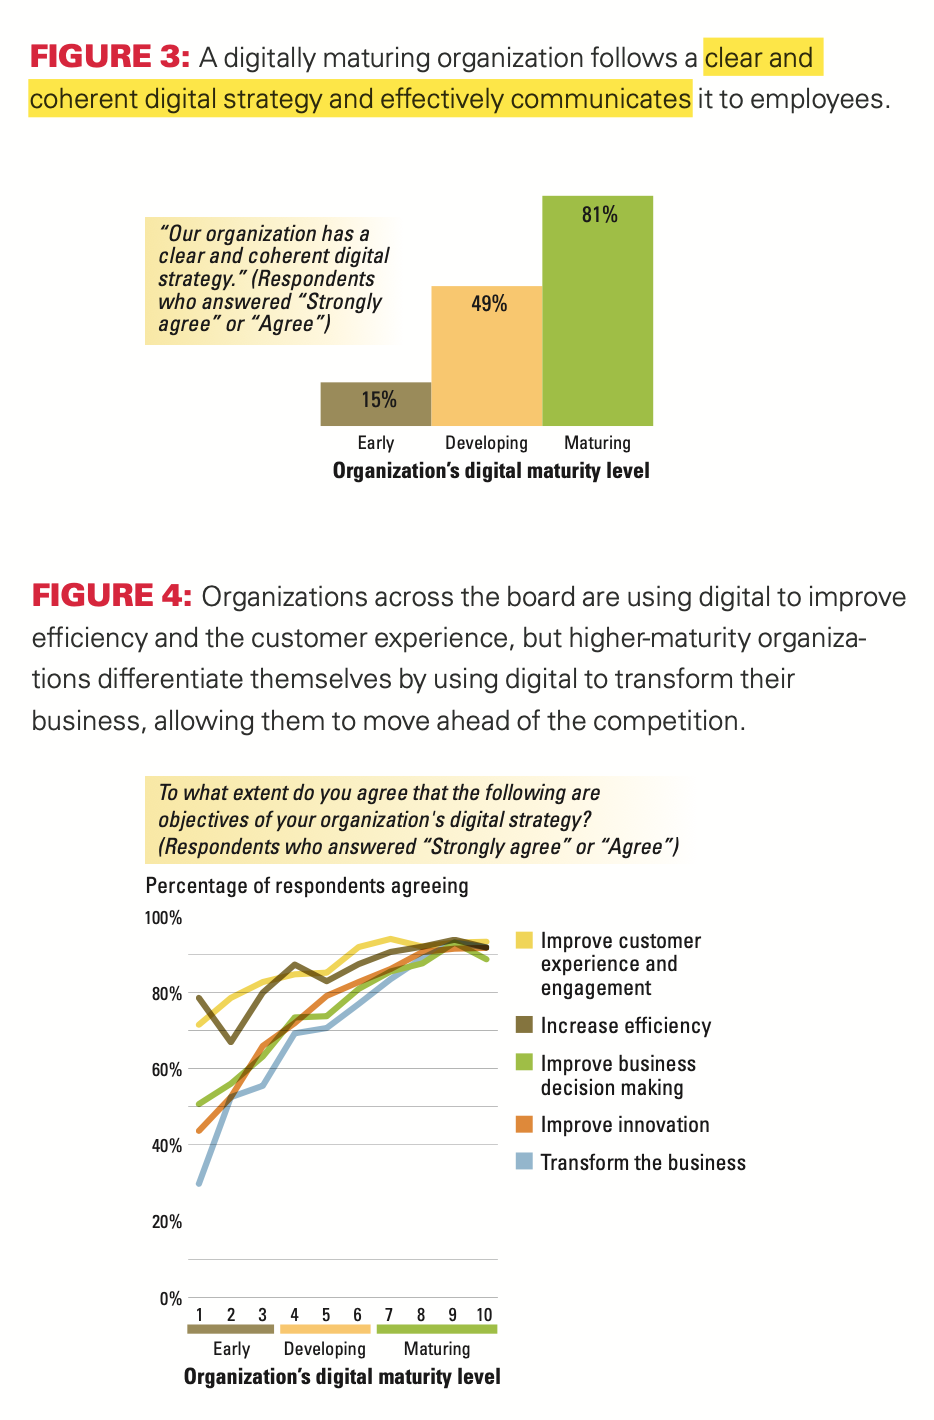 FIGURE 3: A digitally maturing organization follows a clear and
coherent digital strategy and effectively communicates it to employees.
“Our organization has a
clear and coherent digital
strategy.” (Respondents
who answered “Strongly
agree” or “Agree”)
15%
49%
81%
Early
Developing
Maturing
Organization’s digital maturity level
FIGURE 4: Organizations across the board are using digital to improve
efficiency and the customer experience, but higher-maturity organiza-
tions differentiate themselves by using digital to transform their
business, allowing them to move ahead of the competition.
To what extent do you agree that the following are
objectives of your organization's digital strategy?
(Respondents who answered “Strongly agree” or “Agree”)
Percentage of respondents agreeing
100%
80%
60%
40%
20%
0%
1 2 3 4 5 6 7 8 9 10
Early Developing Maturing
Organization’s digital maturity level
Improve customer
experience and
engagement
Increase efficiency
Improve business
decision making
Improve innovation
Transform the business